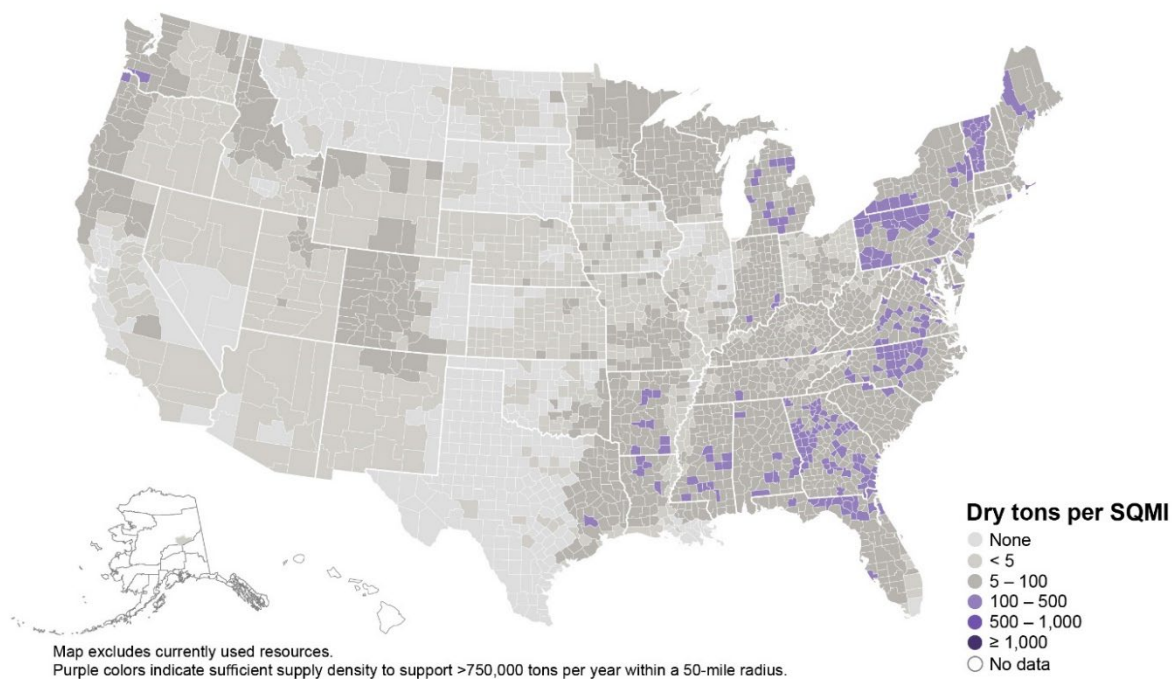 Dry tons per SQMI
None
< 5
5 – 100
100 – 500
500 – 1,000
≥ 1,000
No data
Map excludes currently used resources.
Purple colors indicate sufficient supply density to support >750,000 tons per year within a 50-mile radius.